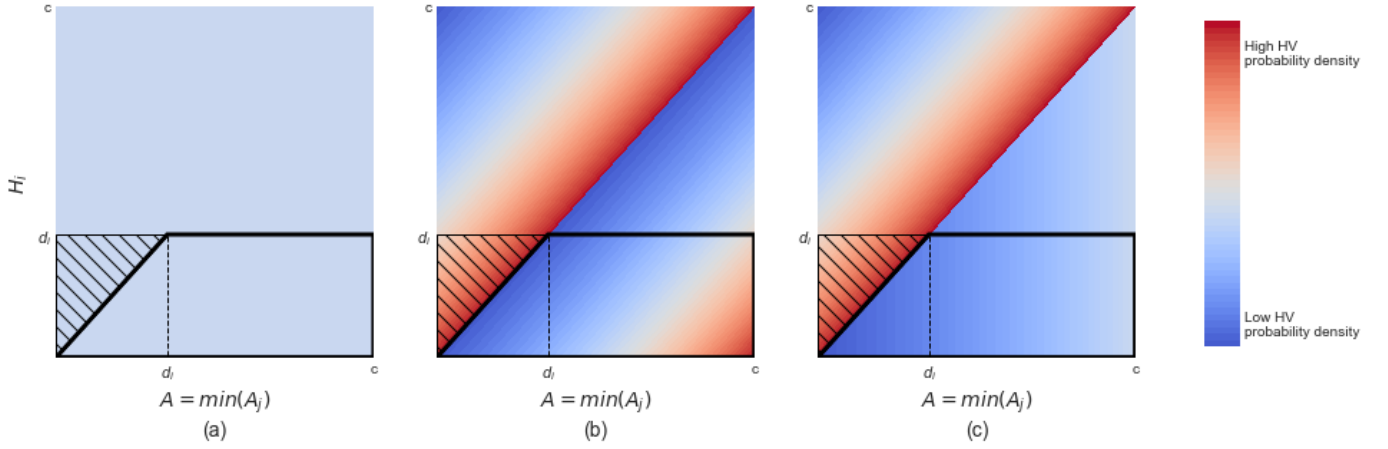 c
c
c
High HV
probability density
H_i
d_l
d_l
d_l
Low HV
probability density
d_l
c
d_l
c
d_l
c
A = min(A_j)
A = min(A_j)
A = min(A_j)
(a)
(b)
(c)